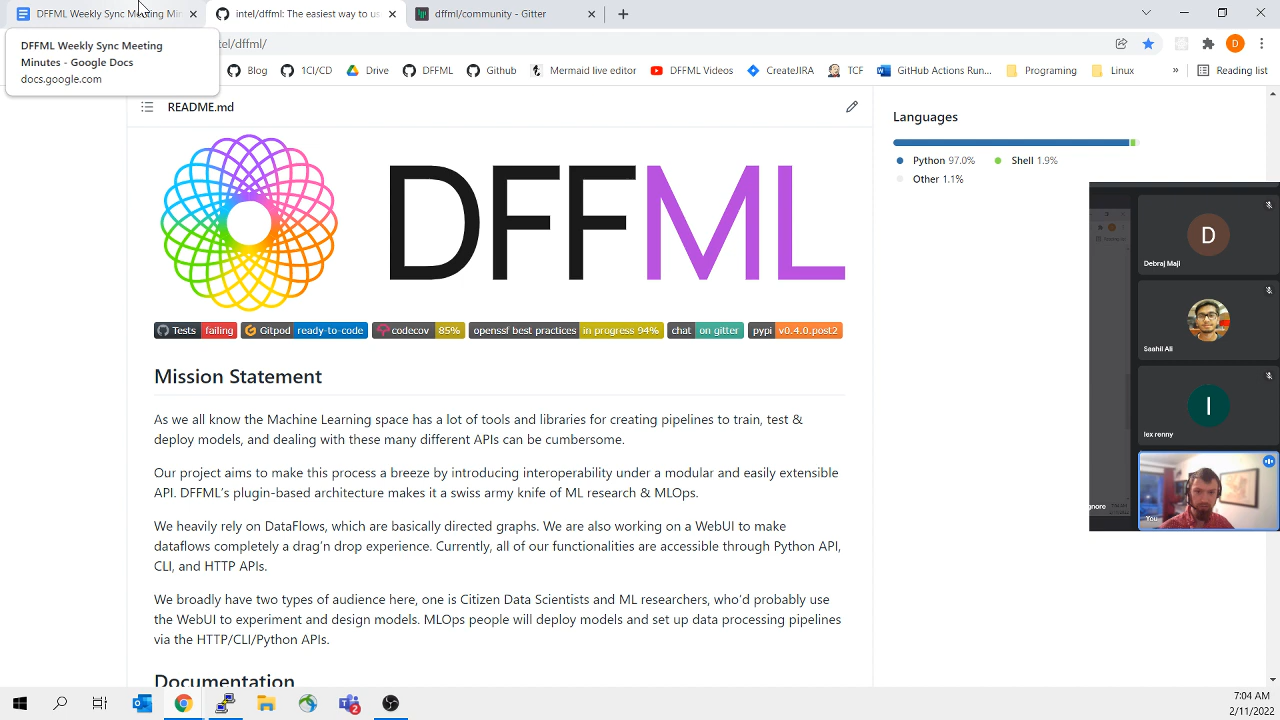 DFFML Weekly Sync Meeting Min
intel/dffml: The easiest way to us
dffml/community - Gitter
DFFML Weekly Sync Meeting
Minutes - Google Docs
docs.google.com
tel/dffml/
Blog
1CI/CD
Drive
DFFML
Github
Mermaid live editor
DFFML Videos
CreateJIRA
TCF
GitHub Actions Run...
Programing
Linux
»
Reading list
D
README.md
DFFML
Tests failing
Gitpod ready-to-code
codecov 85%
openssf best practices in progress 94%
chat on gitter
pypi v0.4.0.post2
Mission Statement
As we all know the Machine Learning space has a lot of tools and libraries for creating pipelines to train, test &
deploy models, and dealing with these many different APIs can be cumbersome.
Our project aims to make this process a breeze by introducing interoperability under a modular and easily extensible
API. DFFML's plugin-based architecture makes it a swiss army knife of ML research & MLOps.
We heavily rely on DataFlows, which are basically directed graphs. We are also working on a WebUI to make
dataflows completely a drag'n drop experience. Currently, all of our functionalities are accessible through Python API,
CLI, and HTTP APIs.
We broadly have two types of audience here, one is Citizen Data Scientists and ML researchers, who'd probably use
the WebUI to experiment and design models. MLOps people will deploy models and set up data processing pipelines
via the HTTP/CLI/Python APIs.
Documentation
Languages
Python 97.0%
Shell 1.9%
Other 1.1%
D
Debraj Maji
Saahil Ali
I
lex renny
gnore
You
2
7:04 AM
2/11/2022